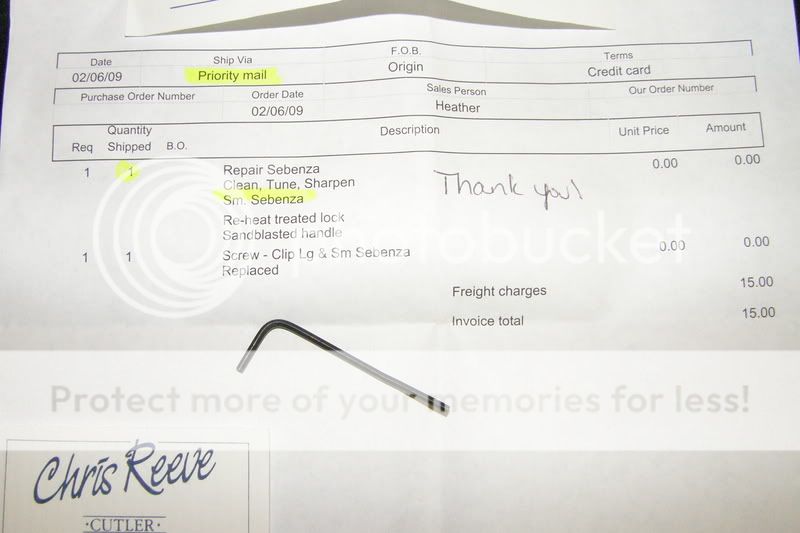 Date Ship Via F.O.B. Terms
02/06/09 Priority mail Origin Credit card
Purchase Order Number Order Date Sales Person Our Order Number
02/06/09 Heather
Quantity
Req Shipped B.O. Description Unit Price Amount
1 1 Repair Sebenza 0.00 0.00
Clean, Tune, Sharpen
Sm. Sebenza
Thank you!
Re-heat treated lock
Sandblasted handle
1 1 Screw - Clip Lg & Sm Sebenza 0.00 0.00
Replaced
Freight charges 15.00
Invoice total 15.00
photobucket
Protect more of your memories for less!
Chris Reeve
·CUTLER·